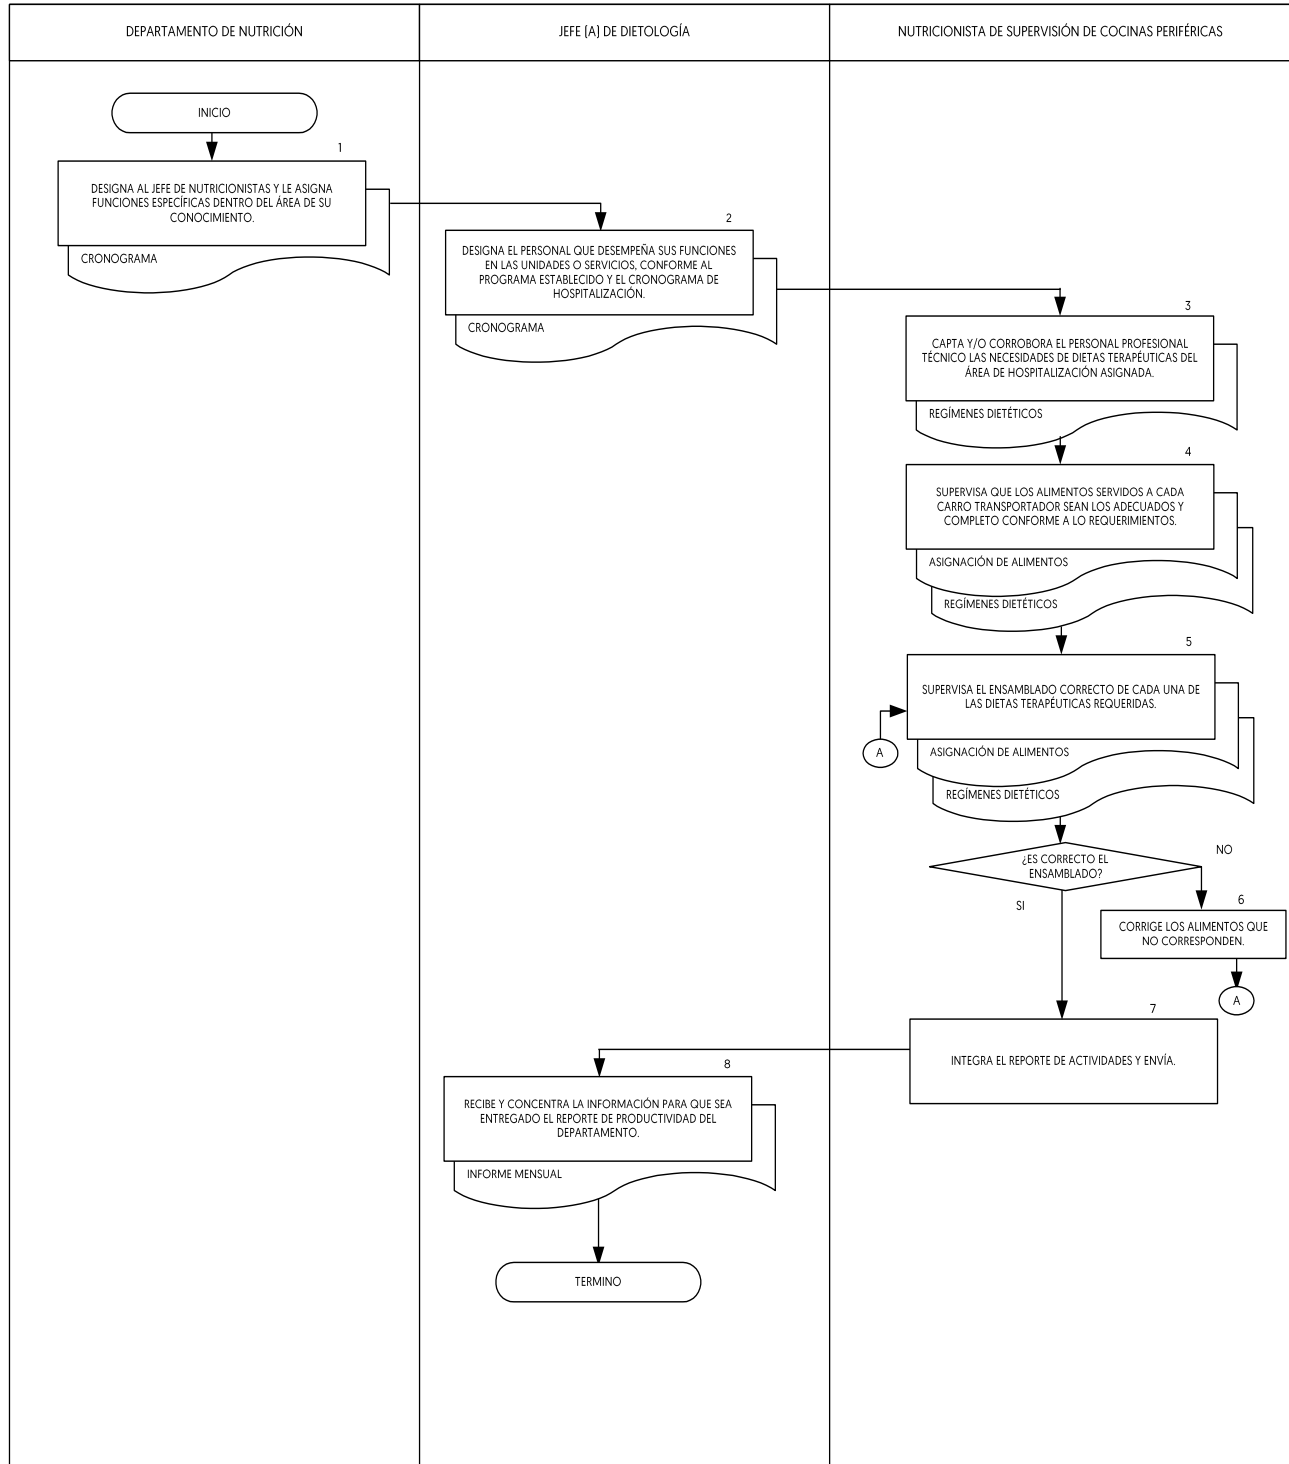 DEPARTAMENTO DE NUTRICIÓN
JEFE (A) DE DIETOLOGÍA
NUTRICIONISTA DE SUPERVISIÓN DE COCINAS PERIFÉRICAS
INICIO
1
DESIGNA AL JEFE DE NUTRICIONISTAS Y LE ASIGNA
FUNCIONES ESPECÍFICAS DENTRO DEL ÁREA DE SU
CONOCIMIENTO.
CRONOGRAMA
2
DESIGNA EL PERSONAL QUE DESEMPEÑA SUS FUNCIONES
EN LAS UNIDADES O SERVICIOS, CONFORME AL
PROGRAMA ESTABLECIDO Y EL CRONOGRAMA DE
HOSPITALIZACIÓN.
CRONOGRAMA
3
CAPTA Y/O CORROBORA EL PERSONAL PROFESIONAL
TÉCNICO LAS NECESIDADES DE DIETAS TERAPÉUTICAS DEL
ÁREA DE HOSPITALIZACIÓN ASIGNADA.
REGÍMENES DIETÉTICOS
4
SUPERVISA QUE LOS ALIMENTOS SERVIDOS A CADA
CARRO TRANSPORTADOR SEAN LOS ADECUADOS Y
COMPLETO CONFORME A LO REQUERIMIENTOS.
ASIGNACIÓN DE ALIMENTOS
REGÍMENES DIETÉTICOS
5
SUPERVISA EL ENSAMBLADO CORRECTO DE CADA UNA DE
LAS DIETAS TERAPÉUTICAS REQUERIDAS.
A
ASIGNACIÓN DE ALIMENTOS
REGÍMENES DIETÉTICOS
¿ES CORRECTO EL
ENSAMBLADO?
NO
SI
6
CORRIGE LOS ALIMENTOS QUE
NO CORRESPONDEN.
A
7
INTEGRA EL REPORTE DE ACTIVIDADES Y ENVÍA.
8
RECIBE Y CONCENTRA LA INFORMACIÓN PARA QUE SEA
ENTREGADO EL REPORTE DE PRODUCTIVIDAD DEL
DEPARTAMENTO.
INFORME MENSUAL
TERMINO